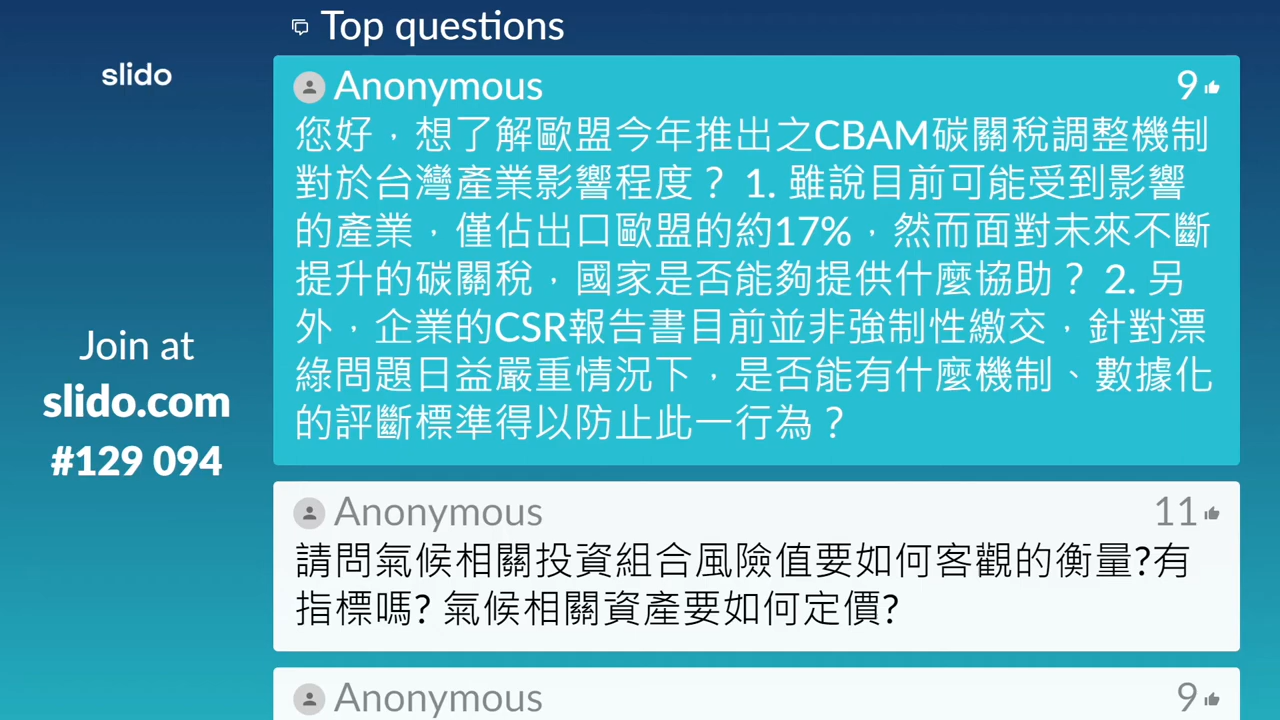 Top questions
slido
Anonymous
9
您好，想了解歐盟今年推出之CBAM碳關稅調整機制
對於台灣產業影響程度？ 1. 雖說目前可能受到影響
的產業，僅佔出口歐盟的約17%，然而面對未來不斷
提升的碳關稅，國家是否能夠提供什麼協助？ 2. 另
外，企業的CSR報告書目前並非強制性繳交，針對漂
綠問題日益嚴重情況下，是否能有什麼機制、數據化
的評斷標準得以防止此一行為？
Join at
slido.com
#129 094
Anonymous
11
請問氣候相關投資組合風險值要如何客觀的衡量?有
指標嗎? 氣候相關資產要如何定價?
Anonymous
9